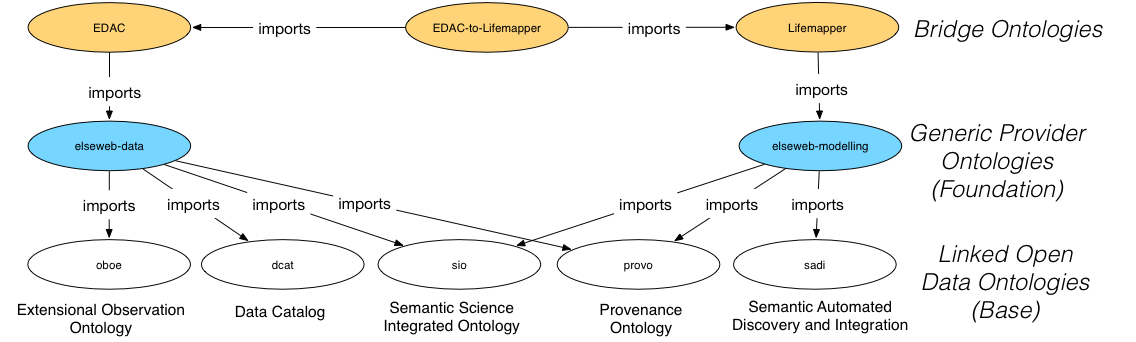 EDAC
imports
EDAC-to-Lifemapper
imports
Lifemapper
Bridge Ontologies
imports
imports
elseweb-data
elseweb-modelling
Generic Provider
Ontologies
(Foundation)
imports
imports
imports
imports
imports
imports
imports
oboe
dcat
sio
provo
sadi
Linked Open
Data Ontologies
(Base)
Extensional Observation
Ontology
Data Catalog
Semantic Science
Integrated Ontology
Provenance
Ontology
Semantic Automated
Discovery and Integration